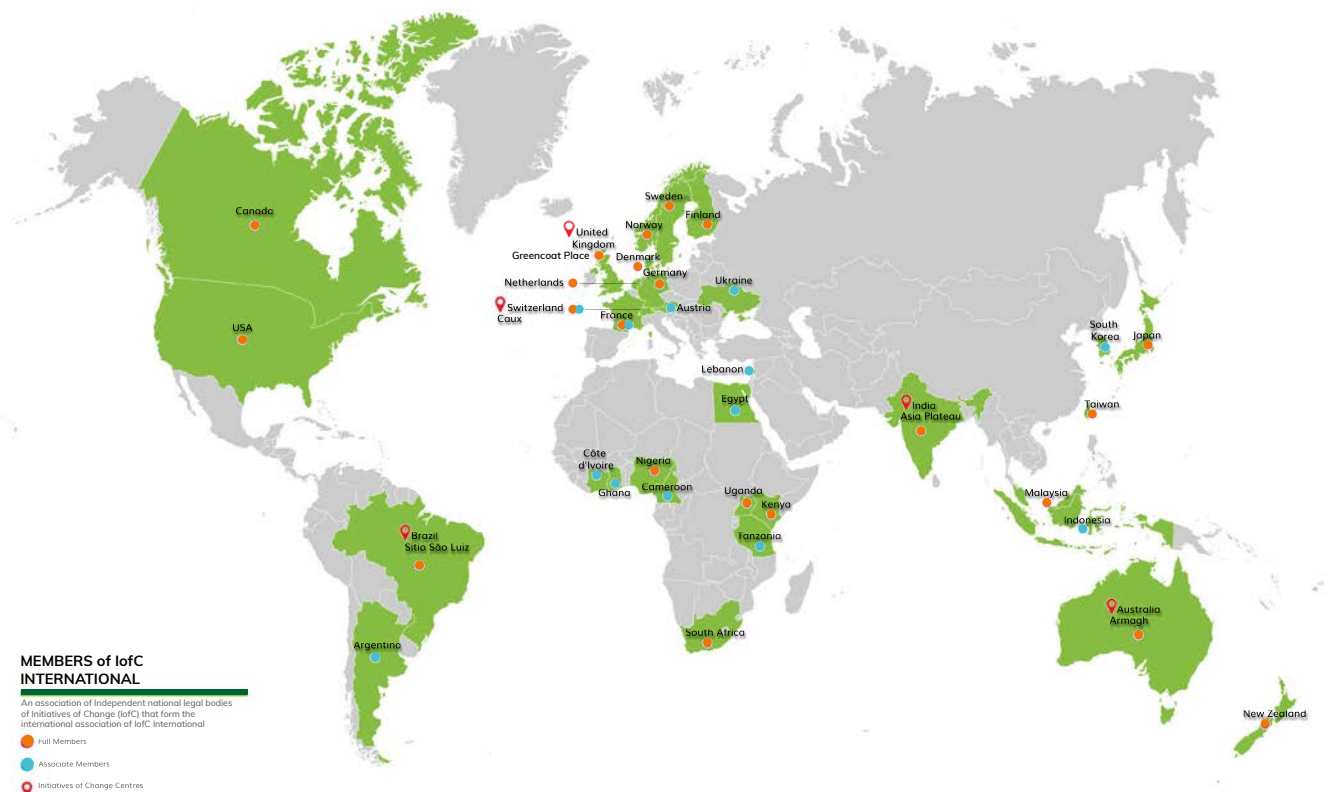 Canada
USA
Sweden
Finland
Norway
United
Kingdom
Greencoat Place
Denmark
Germany
Netherlands
Ukraine
Switzerland
Caux
Austria
France
South
Korea
Japan
Lebanon
Egypt
India
Asia Plateau
Taiwan
Côte
d'Ivoire
Ghana
Nigeria
Cameroon
Uganda
Kenya
Tanzania
Malaysia
Indonesia
Brazil
Sitio São Luiz
Australia
Armagh
South Africa
Argentina
New Zealand
MEMBERS of IofC
INTERNATIONAL
An association of Independent national legal bodies
of Initiatives of Change (IofC) that form the
international association of IofC International
Full Members
Associate Members
Initiatives of Change Centres